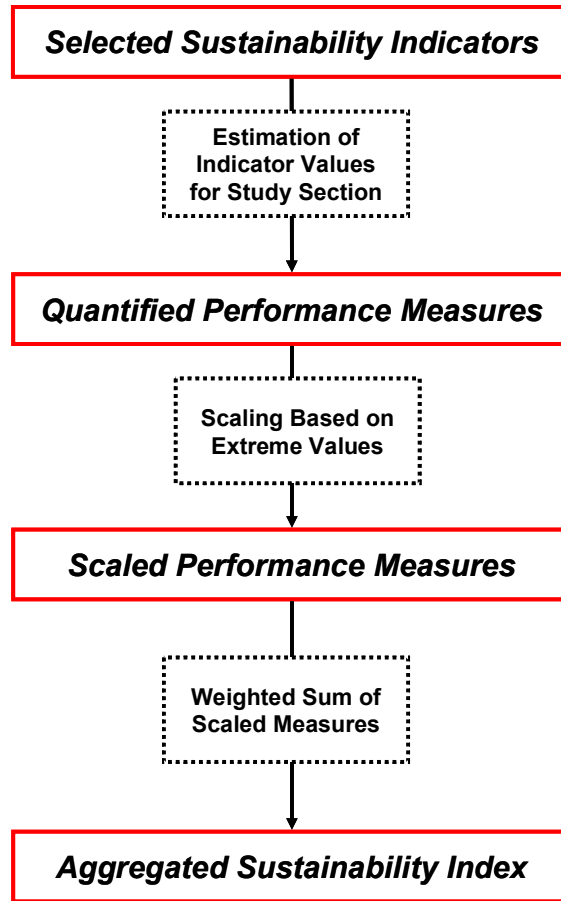 Selected Sustainability Indicators
Estimation of
Indicator Values
for Study Section
Quantified Performance Measures
Scaling Based on
Extreme Values
Scaled Performance Measures
Weighted Sum of
Scaled Measures
Aggregated Sustainability Index